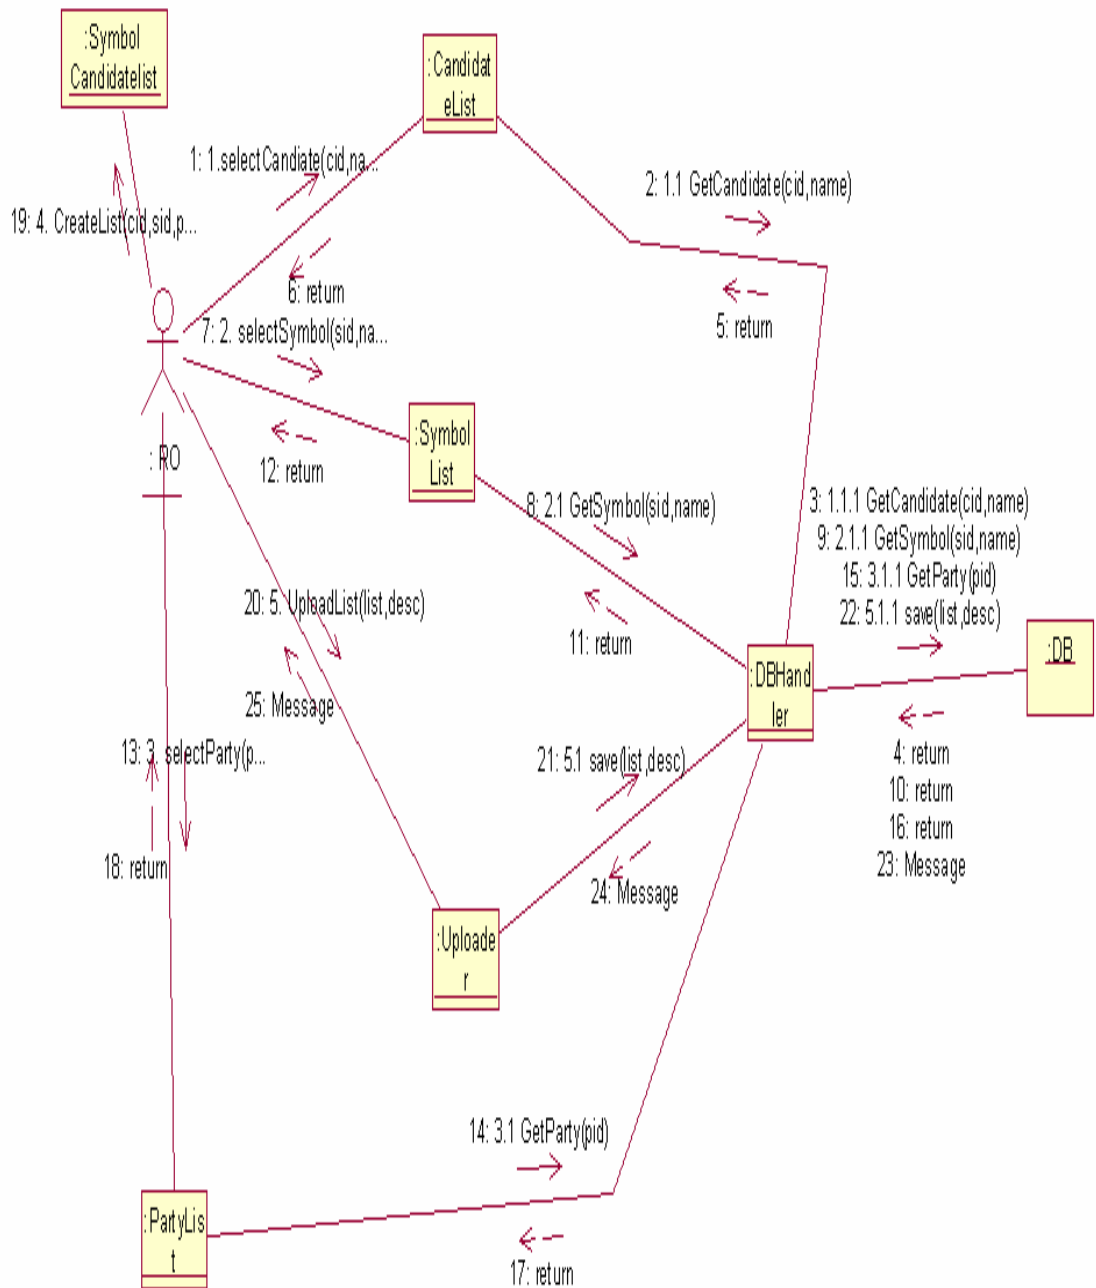 :Symbol
Candidatelist
:Candidat
eList
1: 1.selectCandiate(cid,na...
2: 1.1 GetCandidate(cid,name)
19: 4. CreateList(cid,sid,p...
6: return
5: return
7: 2. selectSymbol(sid,na...
:Symbol
List
: RO
12: return
8: 2.1 GetSymbol(sid,name)
3: 1.1.1 GetCandidate(cid,name)
9: 2.1.1 GetSymbol(sid,name)
15: 3.1.1 GetParty(pid)
22: 5.1.1 save(list,desc)
20: 5. UploadList(list,desc)
11: return
:DBHand
ler
:DB
25: Message
13: 3. selectParty(p...
21: 5.1 save(list,desc)
4: return
10: return
16: return
23: Message
18: return
24: Message
:Uploade
r
14: 3.1 GetParty(pid)
:PartyLis
t
17: return